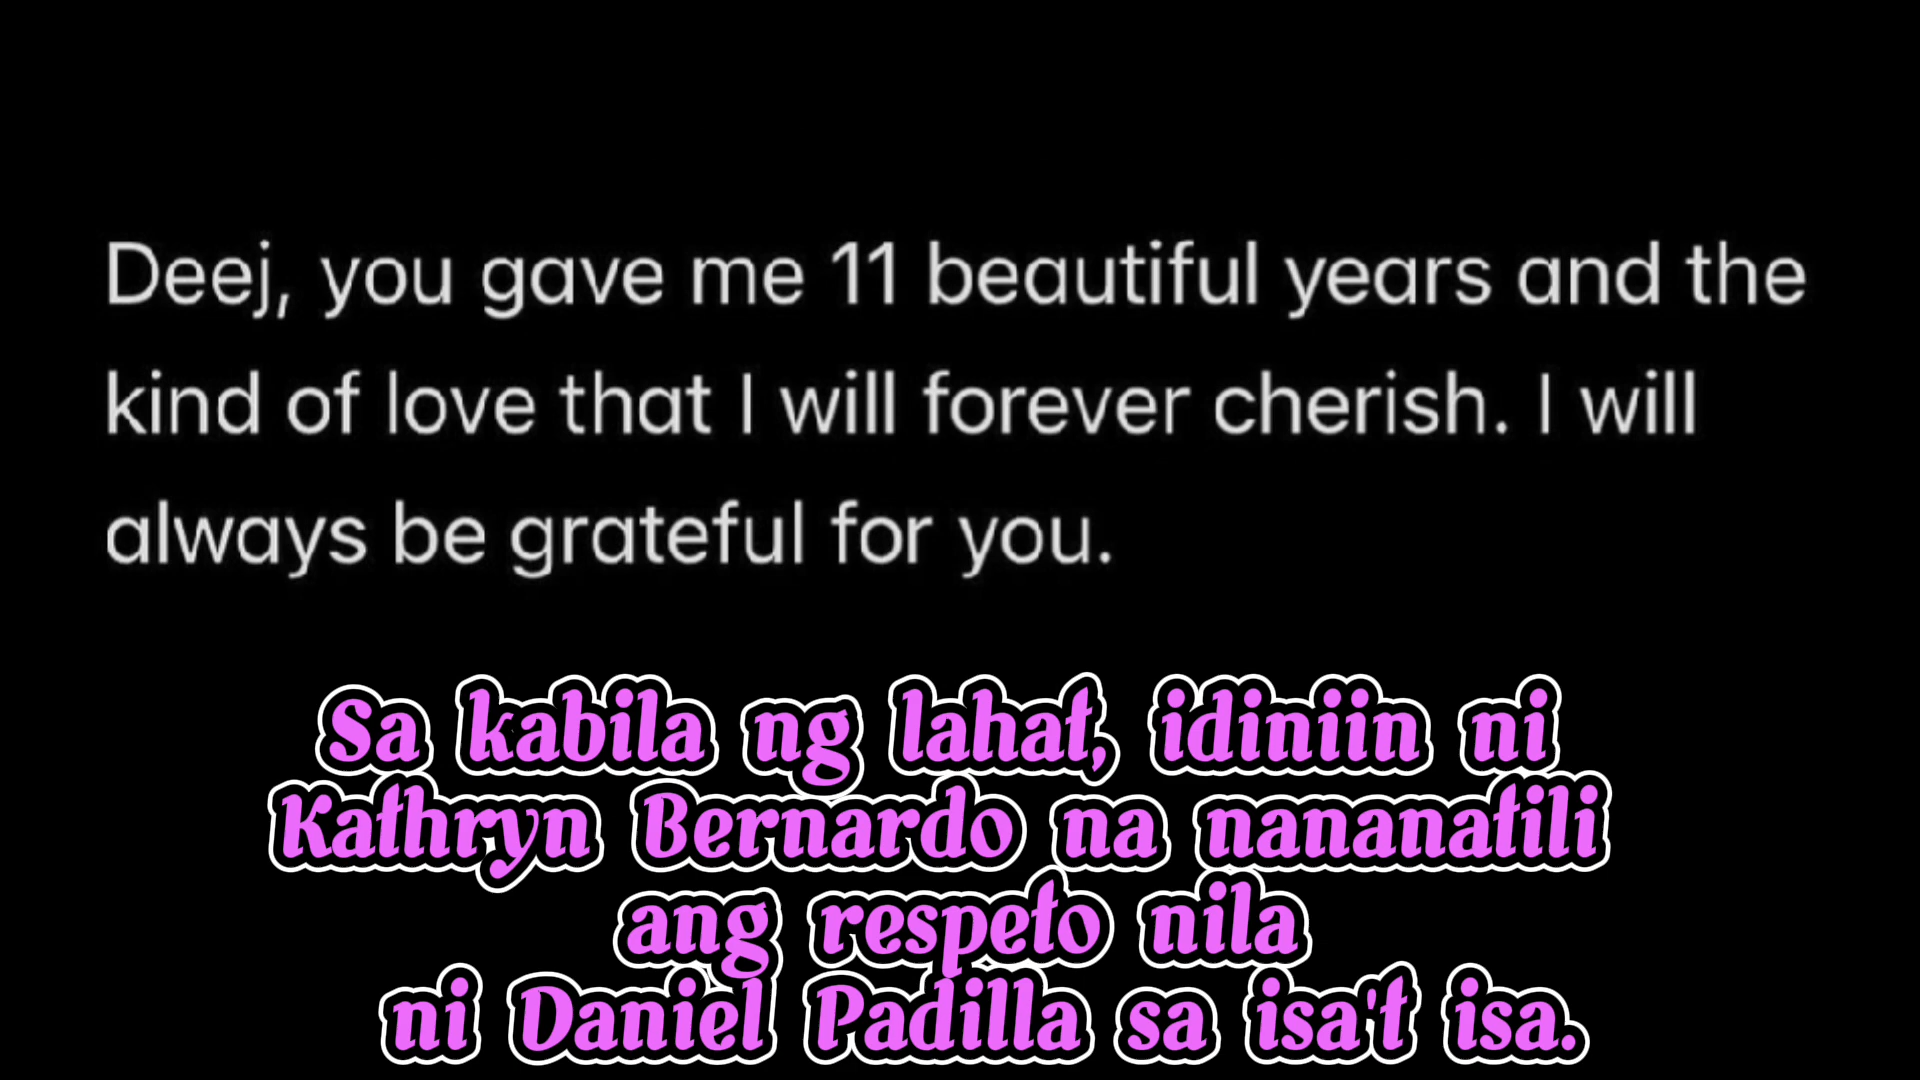 Deej, you gave me 11 beautiful years and the
kind of love that I will forever cherish. I will
always be grateful for you.
Sa kabila ng lahat, idiniin ni
Kathryn Bernardo na nananatili
ang respeto nila
ni Daniel Padilla sa isa't isa.